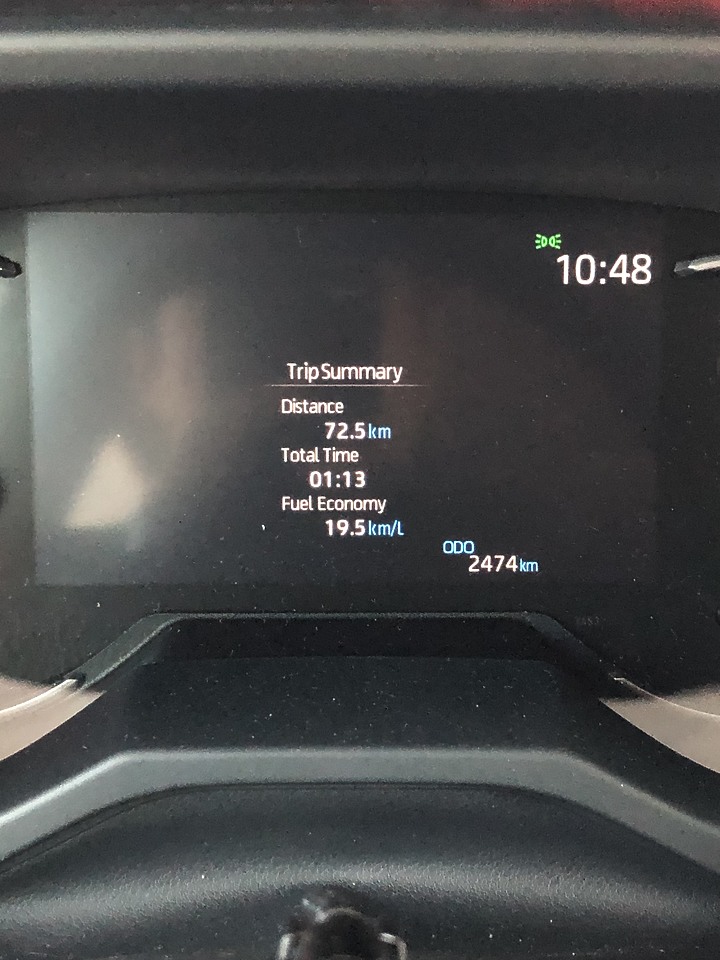 10:48
Trip Summary
Distance
72.5km
Total Time
01:13
Fuel Economy
19.5km/L
ODO
2474km